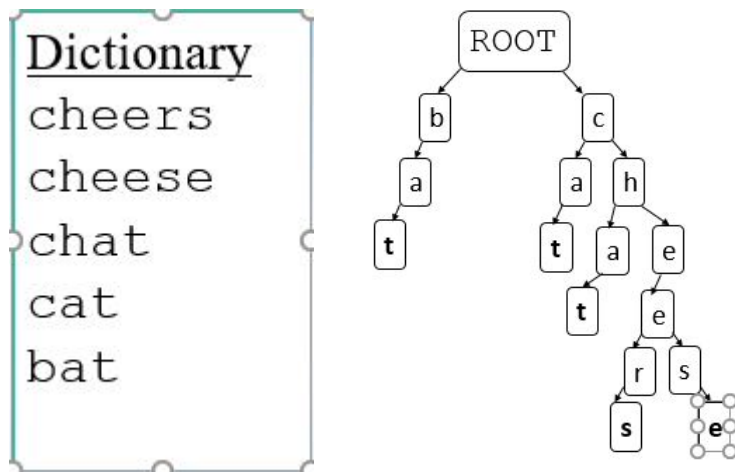 Dictionary
cheers
cheese
chat
cat
bat
ROOT
b c
a a h
t t a e
t e
r s
s e